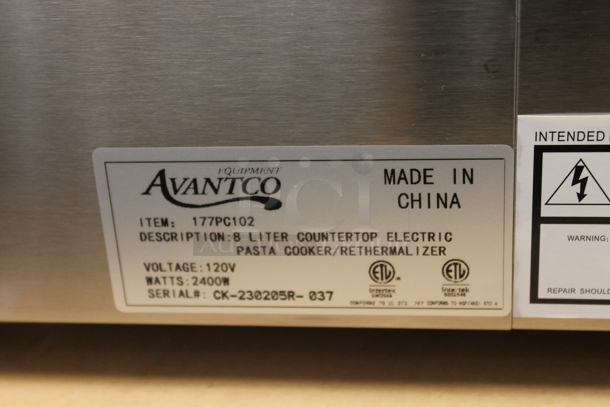 EQUIPMENT
AVANTCO
MADE IN
CHINA
ITEM: 177PC102
DESCRIPTION:8 LITER COUNTERTOP ELECTRIC
PASTA COOKER/RETHERMALIZER
VOLTAGE:120V
WATTS:2400W
SERIAL#: CK-230205R- 037
ETL ETL
Intertek Intertek
INTENDED
WARNING:
REPAIR SHOULD